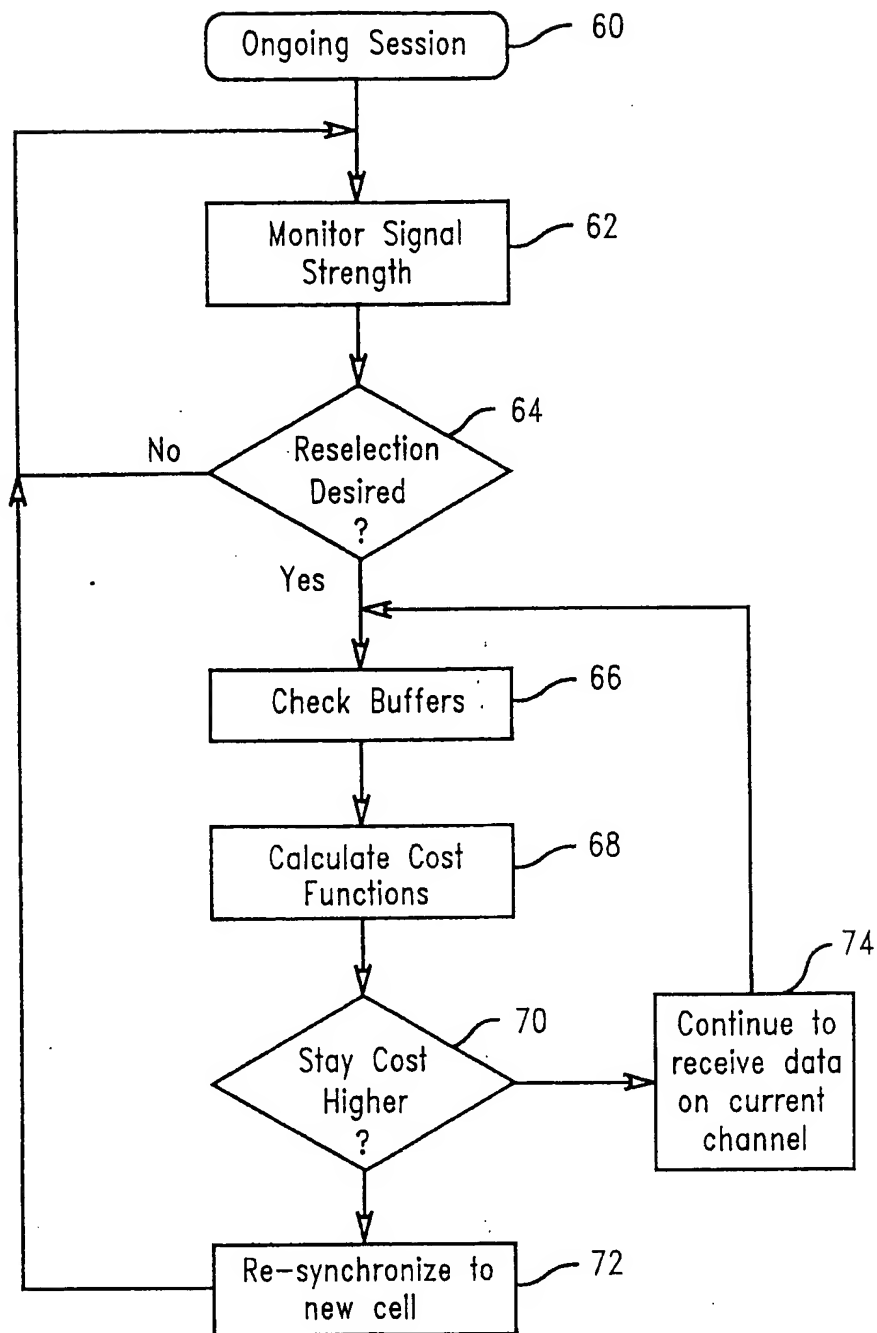 Ongoing Session
60
Monitor Signal
Strength
62
64
Reselection
Desired
?
No
Yes
Check Buffers
66
Calculate Cost
Functions
68
70
Stay Cost
Higher
?
74
Continue to
receive data
on current
channel
Re-synchronize to
new cell
72